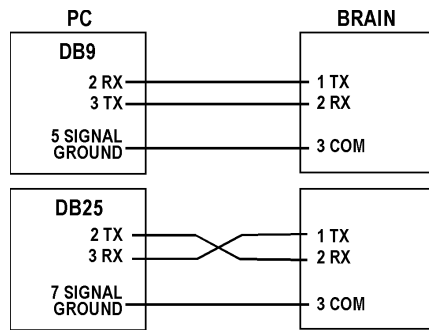 PC
BRAIN
DB9
2 RX
1 TX
3 TX
2 RX
5 SIGNAL
GROUND
3 COM
DB25
2 TX
1 TX
3 RX
2 RX
7 SIGNAL
GROUND
3 COM